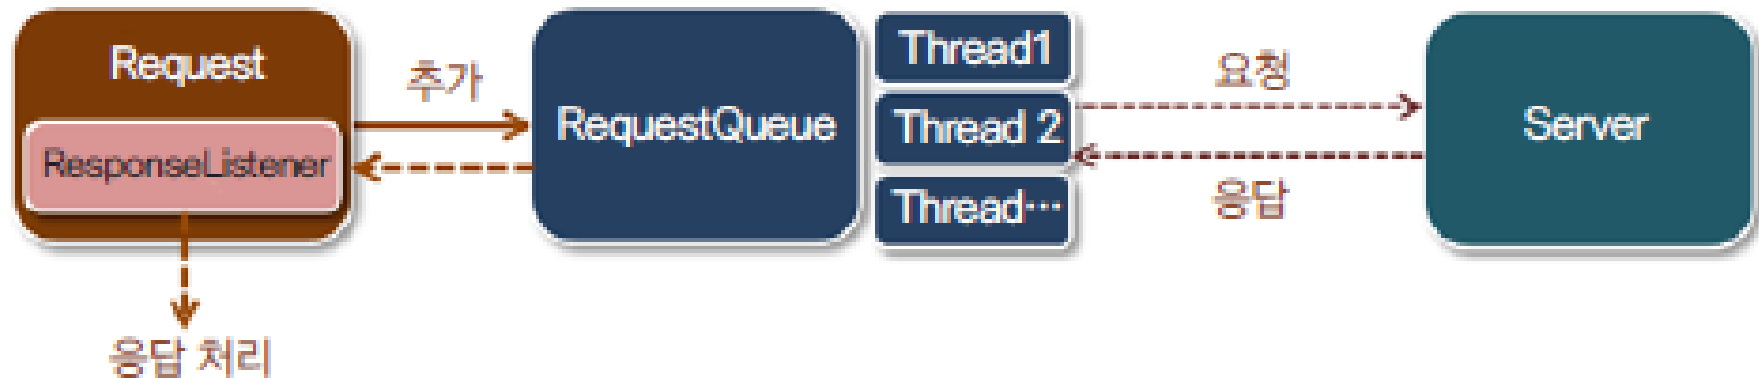 Request
ResponseListener
응답 처리
추가
RequestQueue
Thread1
Thread 2
Thread···
요청
응답
Server